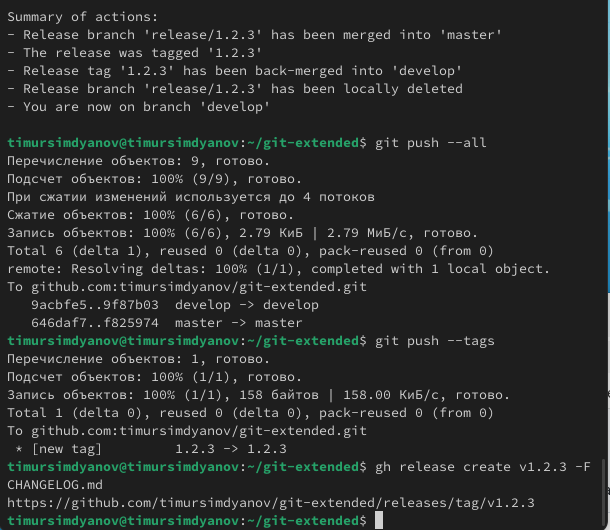 Summary of actions:
- Release branch 'release/1.2.3' has been merged into 'master'
- The release was tagged '1.2.3'
- Release tag '1.2.3' has been back-merged into 'develop'
- Release branch 'release/1.2.3' has been locally deleted
- You are now on branch 'develop'
timursimdyanov@timursimdyanov:~/git-extended$ git push --all
Перечисление объектов: 9, готово.
Подсчет объектов: 100% (9/9), готово.
При сжатии изменений используется до 4 потоков
Сжатие объектов: 100% (6/6), готово.
Запись объектов: 100% (6/6), 2.79 КиБ | 2.79 МиБ/с, готово.
Total 6 (delta 1), reused 0 (delta 0), pack-reused 0 (from 0)
remote: Resolving deltas: 100% (1/1), completed with 1 local object.
To github.com:timursimdyanov/git-extended.git
   9acbfe5..9f87b03  develop -> develop
   646daf7..f825974  master -> master
timursimdyanov@timursimdyanov:~/git-extended$ git push --tags
Перечисление объектов: 1, готово.
Подсчет объектов: 100% (1/1), готово.
Запись объектов: 100% (1/1), 158 байтов | 158.00 КиБ/с, готово.
Total 1 (delta 0), reused 0 (delta 0), pack-reused 0 (from 0)
To github.com:timursimdyanov/git-extended.git
 * [new tag]         1.2.3 -> 1.2.3
timursimdyanov@timursimdyanov:~/git-extended$ gh release create v1.2.3 -F
CHANGELOG.md
https://github.com/timursimdyanov/git-extended/releases/tag/v1.2.3
timursimdyanov@timursimdyanov:~/git-extended$